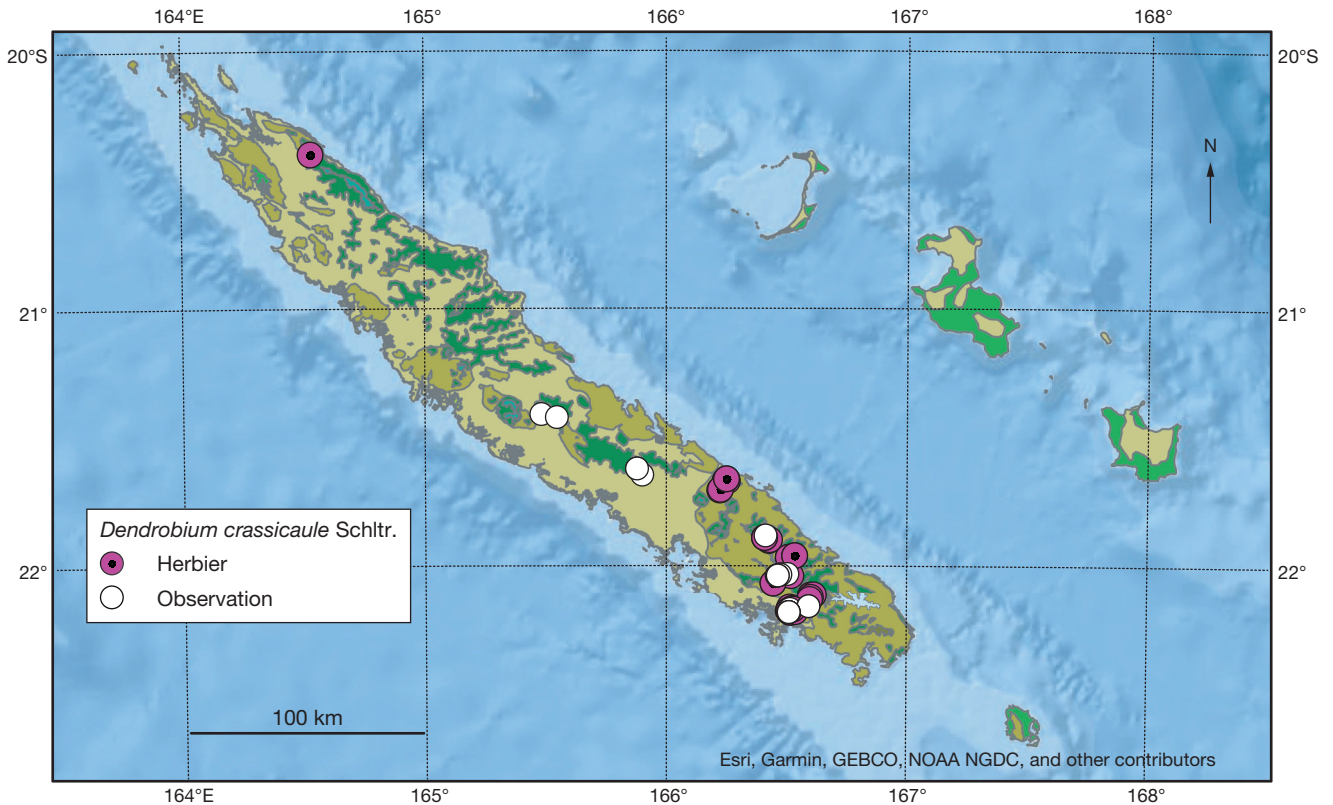 164°E 165° 166° 167° 168°
20°S 20°S
N
21° 21°
Dendrobium crassicaule Schltr.
Herbier
22° 22°
Observation
100 km
Esri, Garmin, GEBCO, NOAA NGDC, and other contributors
164°E 165° 166° 167° 168°